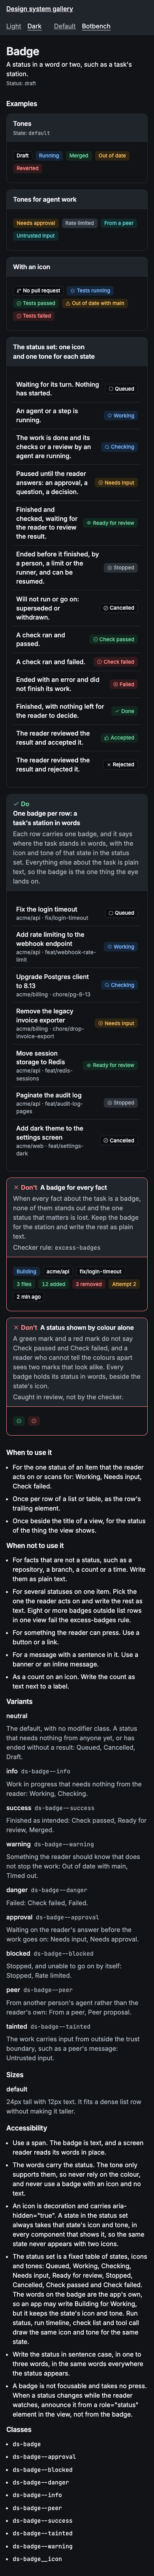 Design system gallery
Light Dark Default Botbench
Badge
A status in a word or two, such as a task's
station.
Status: draft
Examples
Tones
State: default
Draft Running Merged Out of date
Reverted
Tones for agent work
Needs approval Rate limited From a peer
Untrusted input
With an icon
No pull request Tests running
Tests passed Out of date with main
Tests failed
The status set: one icon
and one tone for each state
Waiting for its turn. Nothing
has started.
Queued
An agent or a step is
running.
Working
The work is done and its
checks or a review by an
agent are running.
Checking
Paused until the reader
answers: an approval, a
question, a decision.
Needs input
Finished and
checked, waiting for
the reader to review
the result.
Ready for review
Ended before it finished, by
a person, a limit or the
runner, and can be
resumed.
Stopped
Will not run or go on:
superseded or
withdrawn.
Cancelled
A check ran and
passed.
Check passed
A check ran and failed.
Check failed
Ended with an error and did
not finish its work.
Failed
Finished, with nothing left for
the reader to decide.
Done
The reader reviewed the
result and accepted it.
Accepted
The reader reviewed the
result and rejected it.
Rejected
Do
One badge per row: a
task's station in words
Each row carries one badge, and it says
where the task stands in words, with the
icon and tone of that state in the status
set. Everything else about the task is plain
text, so the badge is the one thing the eye
lands on.
Fix the login timeout
acme/api · fix/login-timeout
Queued
Add rate limiting to the
webhook endpoint
acme/api · feat/webhook-rate-
limit
Working
Upgrade Postgres client
to 8.13
acme/billing · chore/pg-8-13
Checking
Remove the legacy
invoice exporter
acme/billing · chore/drop-
invoice-export
Needs input
Move session
storage to Redis
acme/api · feat/redis-
sessions
Ready for review
Paginate the audit log
acme/api · feat/audit-log-
pages
Stopped
Add dark theme to the
settings screen
acme/web · feat/settings-
dark
Cancelled
Don't A badge for every fact
When every fact about the task is a badge,
none of them stands out and the one
status that matters is lost. Keep the badge
for the station and write the rest as plain
text.
Checker rule: excess-badges
Building acme/api fix/login-timeout
3 files 12 added 3 removed Attempt 2
2 min ago
Don't A status shown by colour alone
A green mark and a red mark do not say
Check passed and Check failed, and a
reader who cannot tell the colours apart
sees two marks that look alike. Every
badge holds its status in words, beside the
state's icon.
Caught in review, not by the checker.
When to use it
For the one status of an item that the reader
acts on or scans for: Working, Needs input,
Check failed.
Once per row of a list or table, as the row's
trailing element.
Once beside the title of a view, for the status
of the thing the view shows.
When not to use it
For facts that are not a status, such as a
repository, a branch, a count or a time. Write
them as plain text.
For several statuses on one item. Pick the
one the reader acts on and write the rest as
text. Eight or more badges outside list rows
in one view fail the excess-badges rule.
For something the reader can press. Use a
button or a link.
For a message with a sentence in it. Use a
banner or an inline message.
As a count on an icon. Write the count as
text next to a label.
Variants
neutral
The default, with no modifier class. A status
that needs nothing from anyone yet, or has
ended without a result: Queued, Cancelled,
Draft.
info ds-badge--info
Work in progress that needs nothing from the
reader: Working, Checking.
success ds-badge--success
Finished as intended: Check passed, Ready for
review, Merged.
warning ds-badge--warning
Something the reader should know that does
not stop the work: Out of date with main,
Timed out.
danger ds-badge--danger
Failed: Check failed, Failed.
approval ds-badge--approval
Waiting on the reader's answer before the
work goes on: Needs input, Needs approval.
blocked ds-badge--blocked
Stopped, and unable to go on by itself:
Stopped, Rate limited.
peer ds-badge--peer
From another person's agent rather than the
reader's own: From a peer, Peer proposal.
tainted ds-badge--tainted
The work carries input from outside the trust
boundary, such as a peer's message:
Untrusted input.
Sizes
default
24px tall with 12px text. It fits a dense list row
without making it taller.
Accessibility
Use a span. The badge is text, and a screen
reader reads it in place.
The words carry the status. The tone only
supports them, so never rely on the colour,
and never use a badge with an icon and no
text.
An icon is decoration and carries aria-
hidden="true". A state in the status set
always takes that state's icon and tone, in
every component that shows it, so the same
state never appears with two icons.
The status set is a fixed table of states, icons
and tones: Queued, Working, Checking,
Needs input, Ready for review, Stopped,
Cancelled, Check passed and Check failed.
The words on the badge are the app's own,
so an app may write Building for Working,
but it keeps the state's icon and tone. Run
status, run timeline, check list and tool call
draw the same icon and tone for the same
state.
Write the status in sentence case, in one to
three words, in the same words everywhere
the status appears.
A badge is not focusable and takes no press.
When a status changes while the reader
watches, announce it from a role="status"
element in the view, not from the badge.
Classes
ds-badge
ds-badge--approval
ds-badge--blocked
ds-badge--danger
ds-badge--info
ds-badge--peer
ds-badge--success
ds-badge--tainted
ds-badge--warning
ds-badge__icon